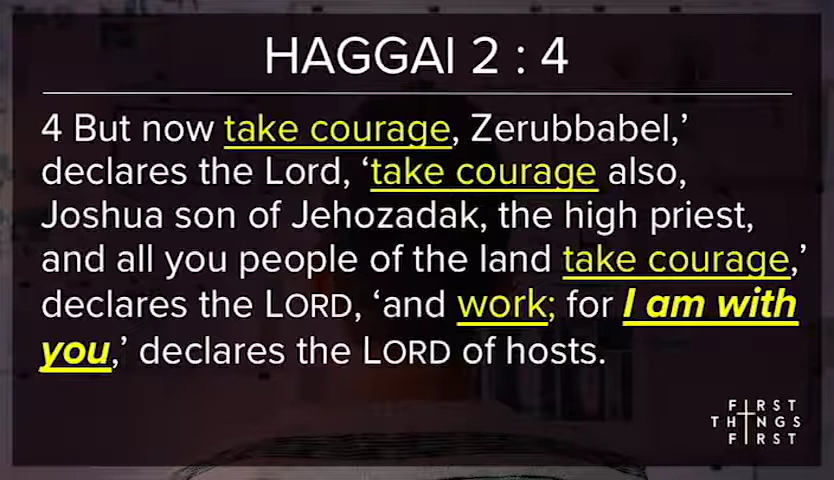 HAGGAI 2 : 4
4 But now take courage, Zerubbabel,’
declares the Lord, ‘take courage also,
Joshua son of Jehozadak, the high priest,
and all you people of the land take courage,’
declares the LORD, ‘and work; for I am with
you,’ declares the LORD of hosts.
FIRST
THINGS
FIRST